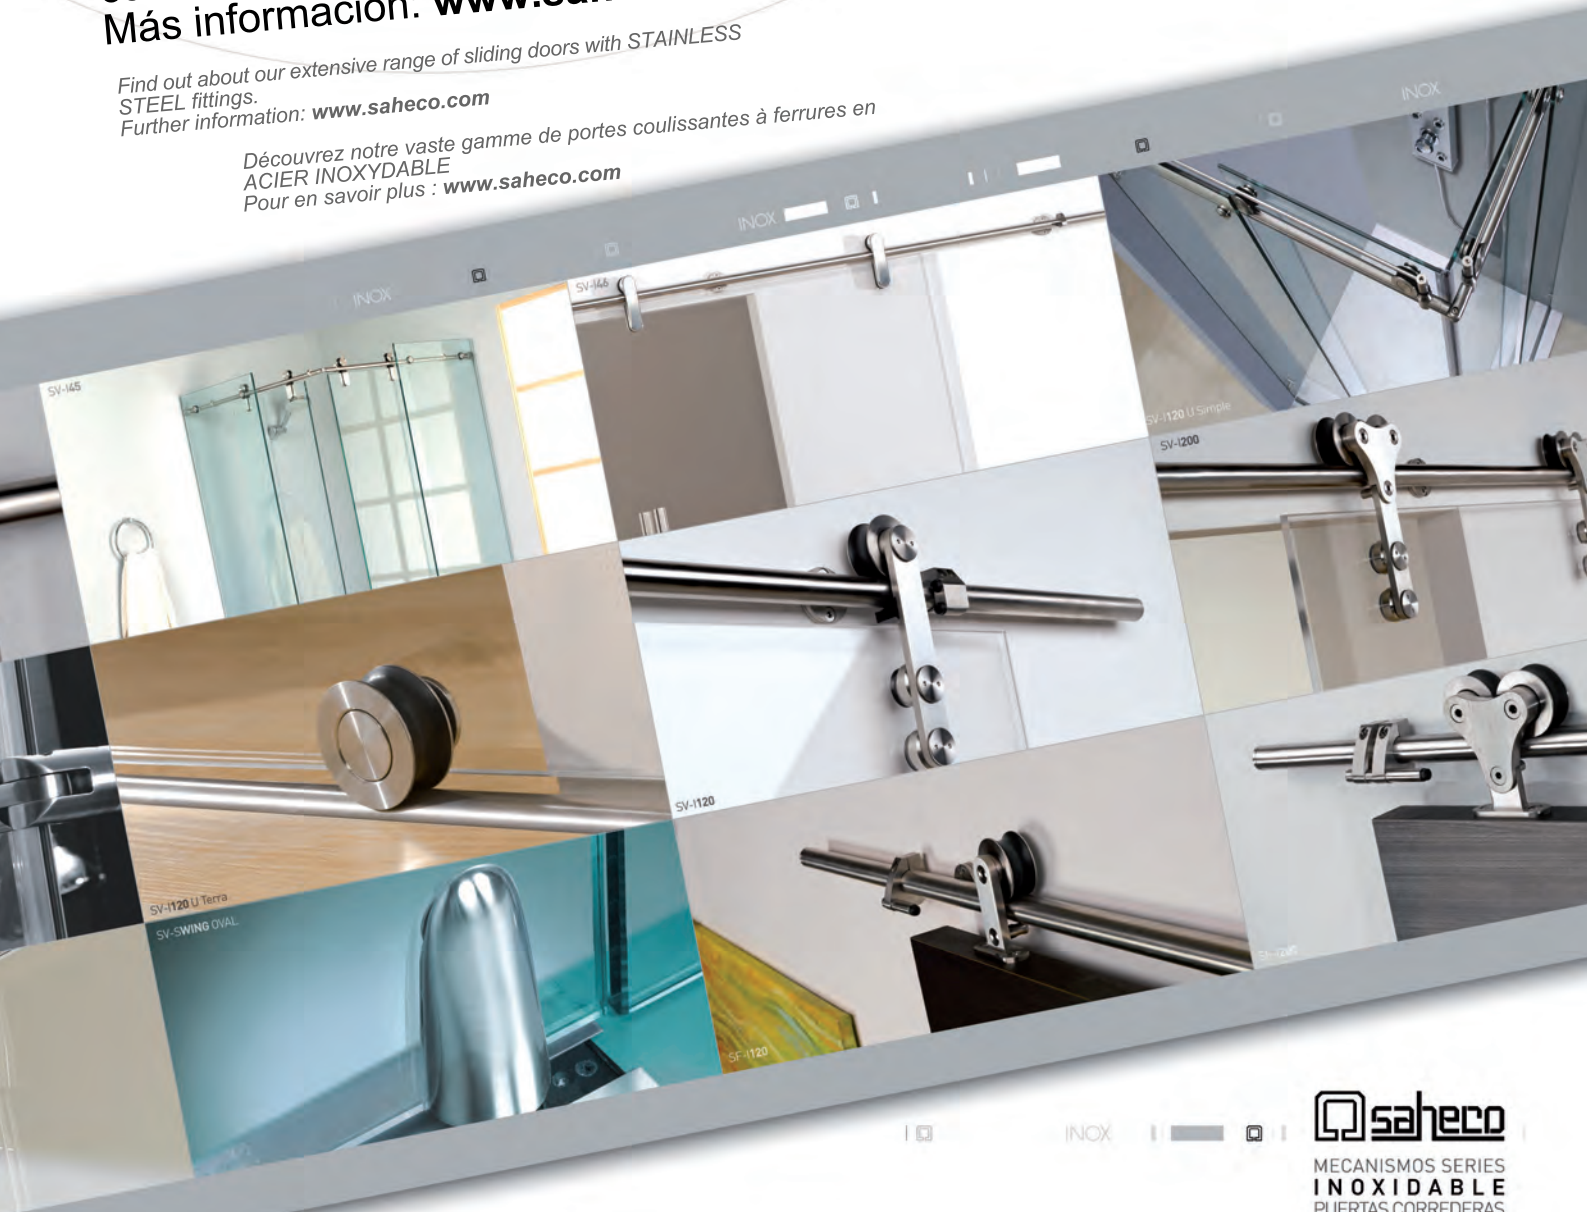 Más información:
Find out about our extensive range of sliding doors with STAINLESS
STEEL fittings.
Further information: www.saheco.com
Découvrez notre vaste gamme de portes coulissantes à ferrures en
ACIER INOXYDABLE
Pour en savoir plus : www.saheco.com
INOX
INOX
INOX
SV-I45
SV-I46
SV-I120 U Simple
SV-I200
SV-I120 U Terra
SV-I120
SV-SWING OVAL
SF-I120
INOX
saheco
MECANISMOS SERIES
INOXIDABLE
PUERTAS CORREDERAS